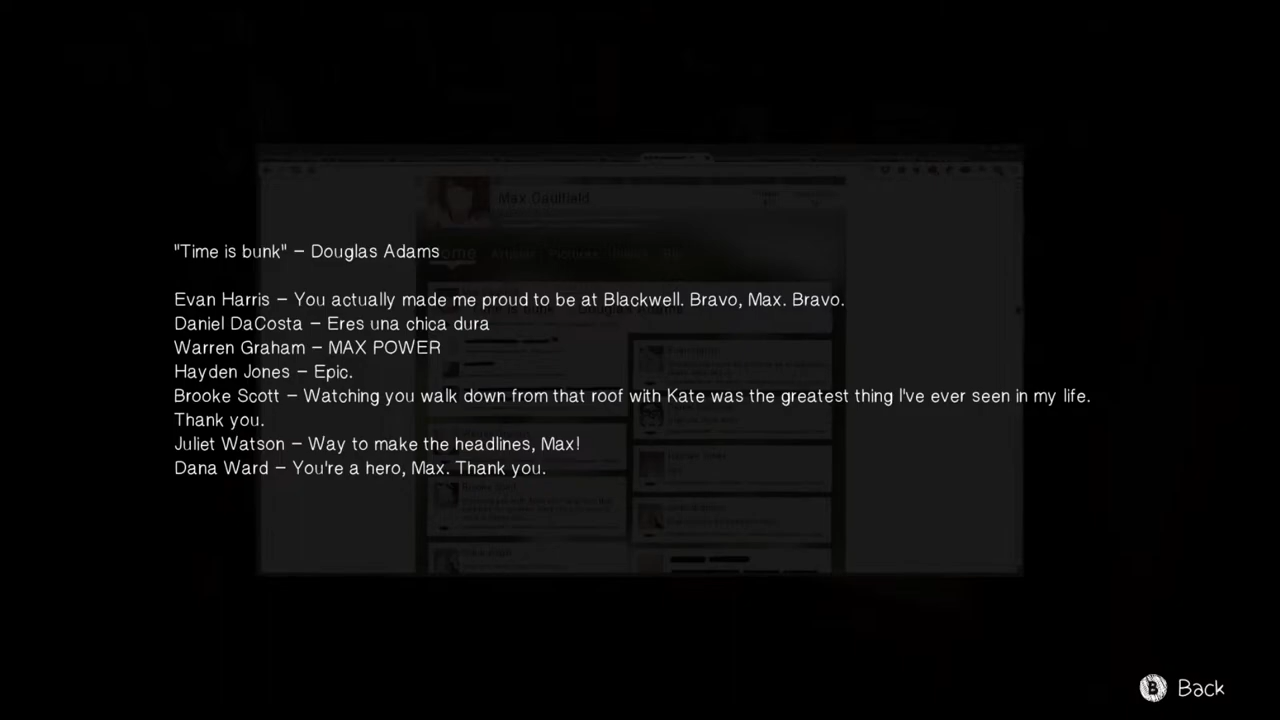 Max Caulfield
"Time is bunk" – Douglas Adams
Evan Harris – You actually made me proud to be at Blackwell. Bravo, Max. Bravo.
Daniel DaCosta – Eres una chica dura
Warren Graham – MAX POWER
Hayden Jones – Epic.
Brooke Scott – Watching you walk down from that roof with Kate was the greatest thing I've ever seen in my life.
Thank you.
Juliet Watson – Way to make the headlines, Max!
Dana Ward – You're a hero, Max. Thank you.
B Back